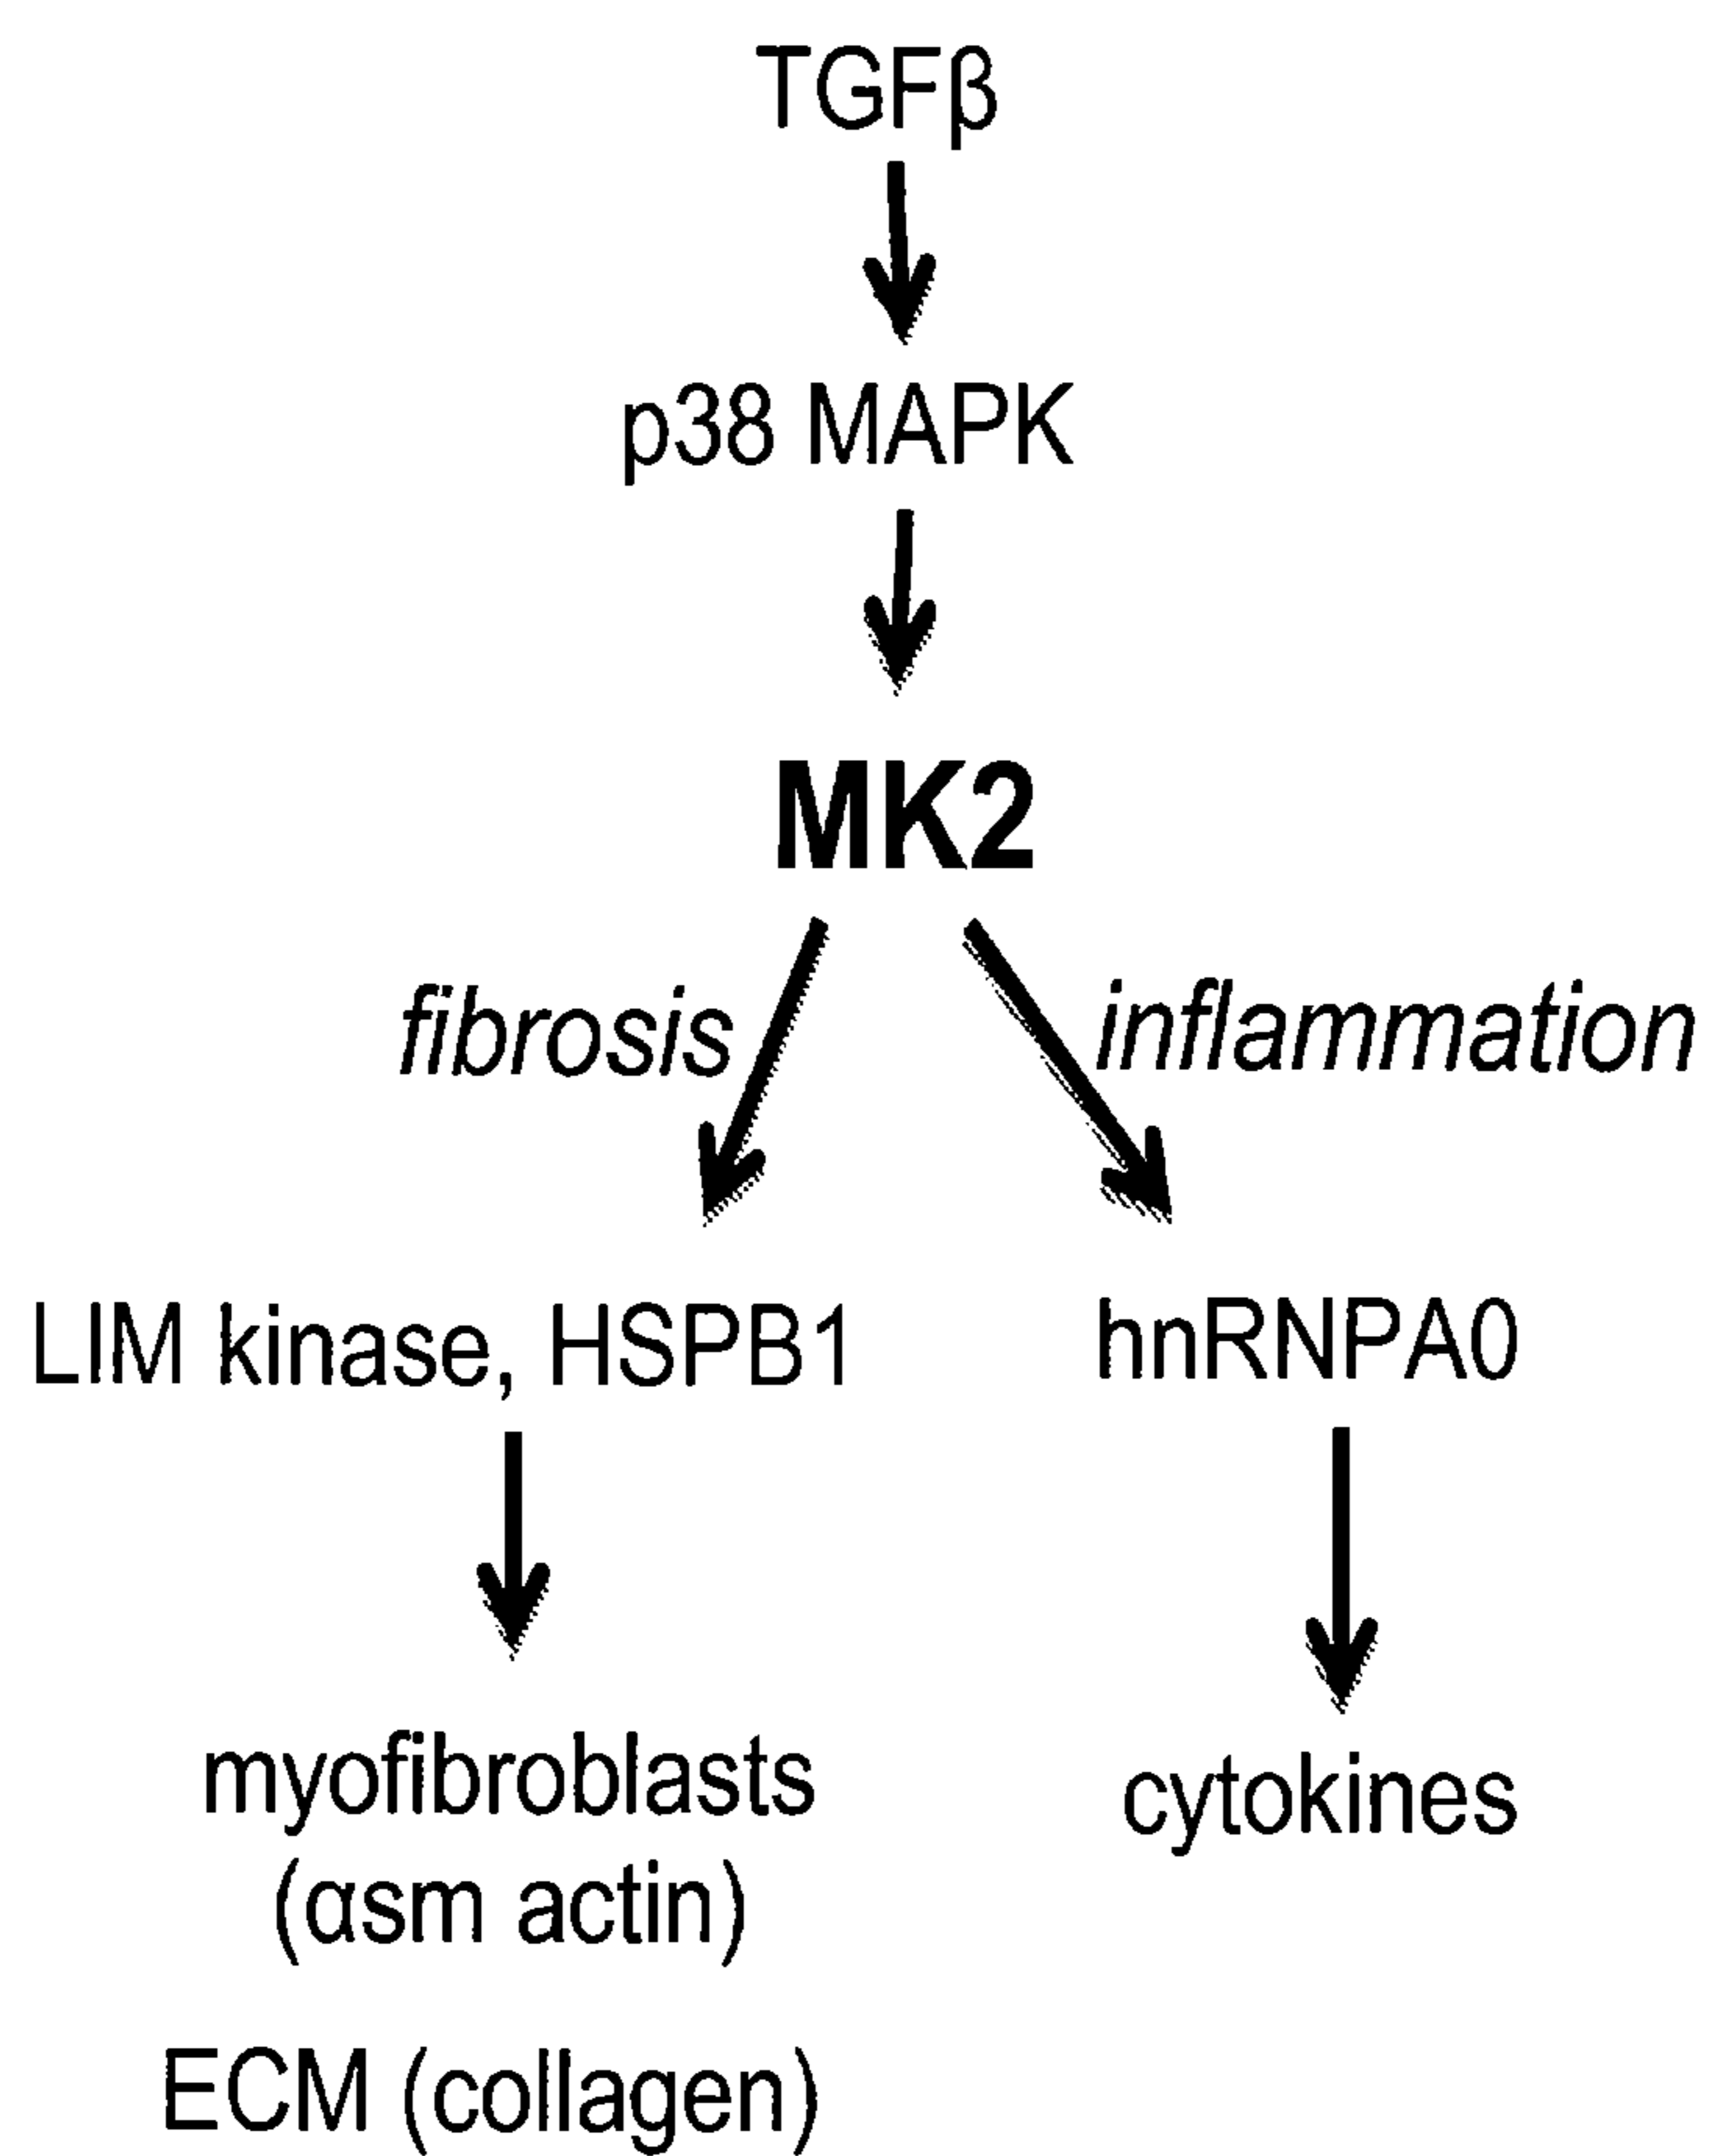 TGFβ
p38 MAPK
MK2
fibrosis
inflammation
LIM kinase, HSPB1
hnRNPA0
myofibroblasts
(αsm actin)
cytokines
ECM (collagen)